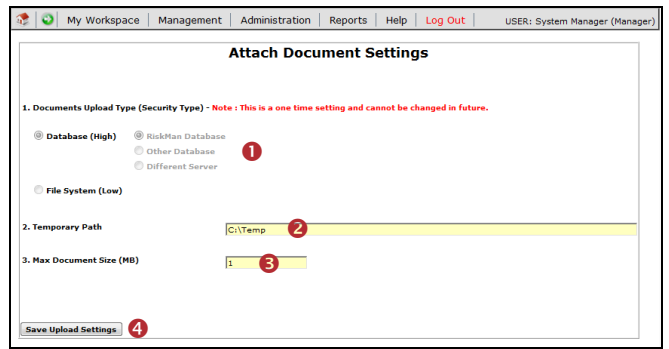 My Workspace | Management | Administration | Reports | Help | Log Out | USER: System Manager (Manager)
Attach Document Settings
1. Documents Upload Type (Security Type) - Note : This is a one time setting and cannot be changed in future.
Database (High) RiskMan Database
Other Database 1
Different Server
File System (Low)
2. Temporary Path C:\Temp 2
3. Max Document Size (MB) 1 3
Save Upload Settings 4